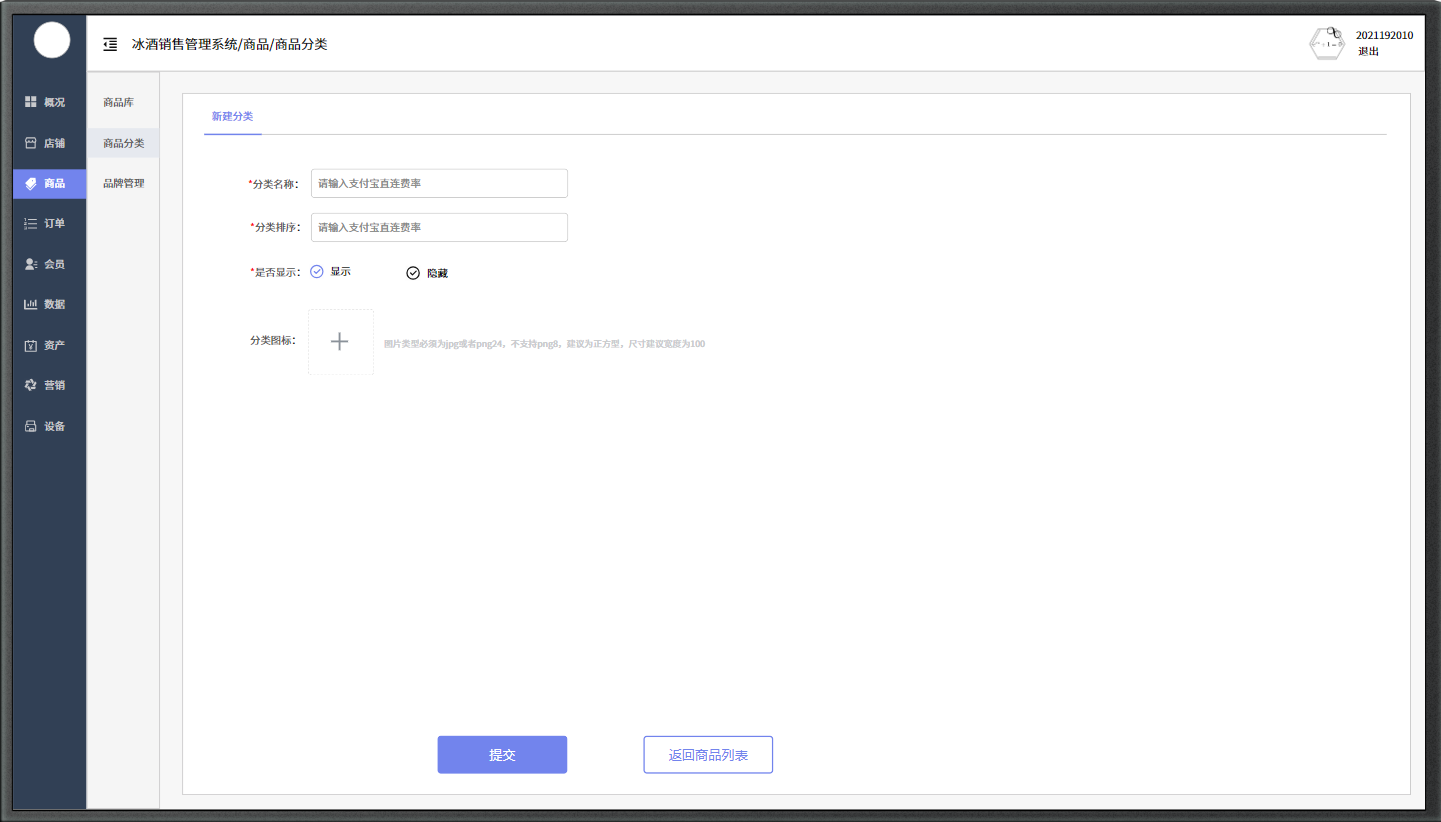 冰酒销售管理系统/商品/商品分类
2021192010
退出
概况
店铺
商品
订单
会员
数据
资产
营销
设备
商品库
商品分类
品牌管理
新建分类
*分类名称： 请输入支付宝直连费率
*分类排序： 请输入支付宝直连费率
*是否显示： 显示 隐藏
分类图标： 照片类型必须为jpg或者png24，不支持png8，建议为正方型，尺寸建议宽度为100
提交 返回商品列表